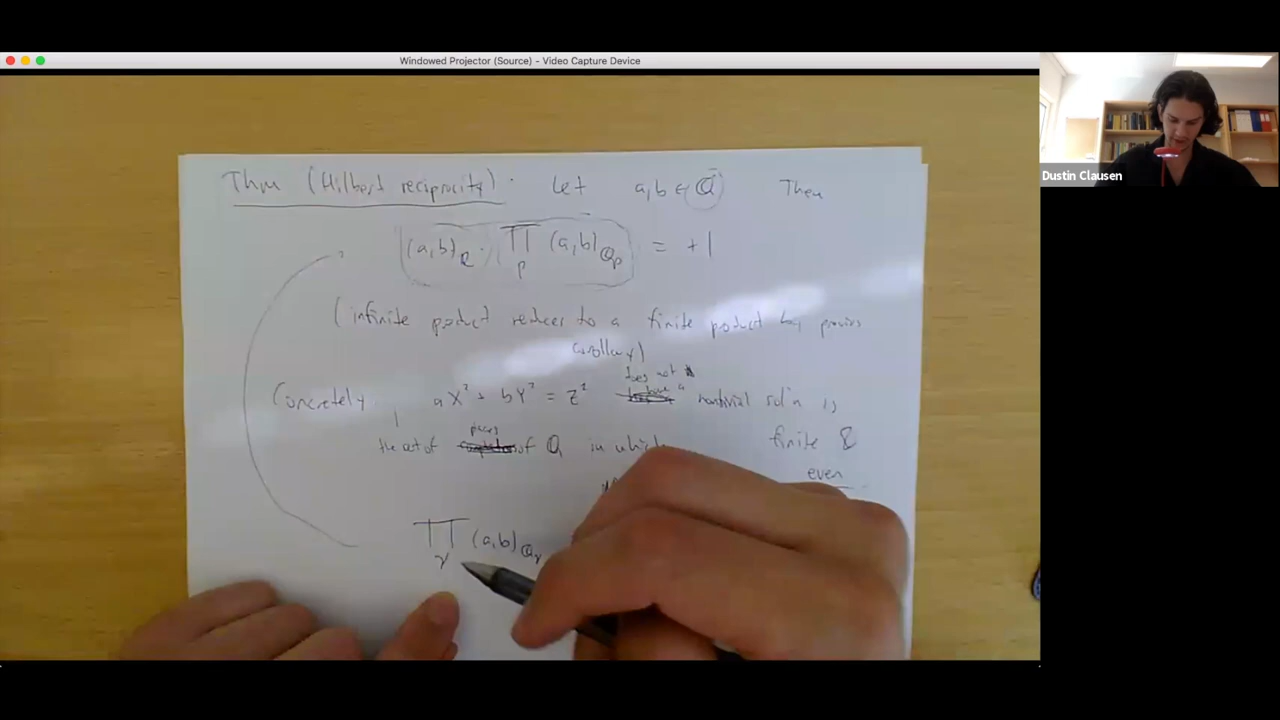 Windowed Projector (Source) - Video Capture Device
Dustin Clausen
Thm (Hilbert reciprocity). Let a,b ∈ Q Then
(a,b)_R · ∏_p (a,b)_{Q_p} = +1
(infinite product reduces to a finite product by previous
corollary)
does not
Concretely, aX² + bY² = Z² have a nontrivial sol'n is
places
the set of of Q in which finite &
even
∏_v (a,b)_{Q_v}